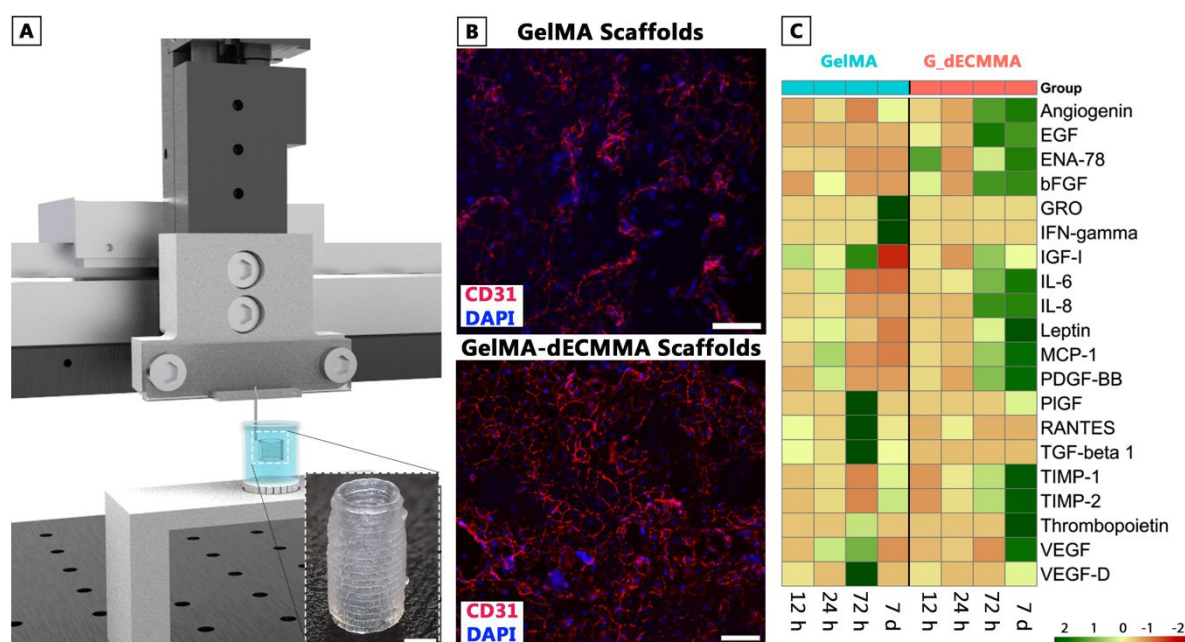 A
B
GelMA Scaffolds
CD31
DAPI
GelMA-dECMMA Scaffolds
CD31
DAPI
C
GelMA G_dECMMA
Group
Angiogenin
EGF
ENA-78
bFGF
GRO
IFN-gamma
IGF-I
IL-6
IL-8
Leptin
MCP-1
PDGF-BB
PlGF
RANTES
TGF-beta 1
TIMP-1
TIMP-2
Thrombopoietin
VEGF
VEGF-D
12 h 24 h 72 h 7 d 12 h 24 h 72 h 7 d
2 1 0 -1 -2